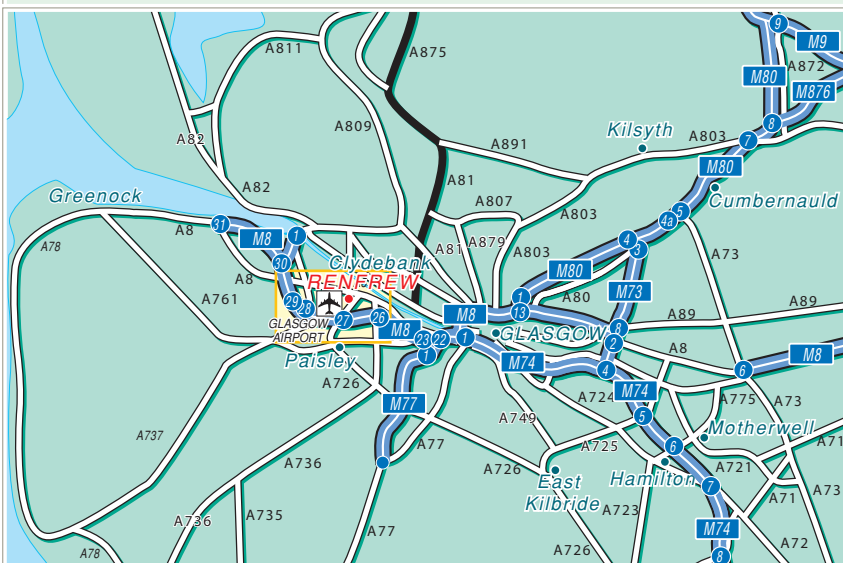 9
M9
A811
A875
A872
M80
M876
A809
8
Kilsyth
A803
7
A82
A891
M80
A82
A81
A807
Cumbernauld
Greenock
A803
5
4a
31
A8
M8
1
A78
A81
A879
A803
4
3
A73
30
Clydebank
M80
A8
RENFREW
M73
A761
29
28
1
A80
A89
GLASGOW
AIRPORT
27
26
M8
M8
13
8
A89
23
22
1
GLASGOW
2
Paisley
1
M74
A8
M8
4
6
A726
M77
A724
M74
A775
A73
A749
5
Motherwell
A737
A77
A725
6
A71
A736
A726
Hamilton
A721
East
Kilbride
7
A71
A73
A736
A735
A723
A77
M74
A78
A726
8
A72